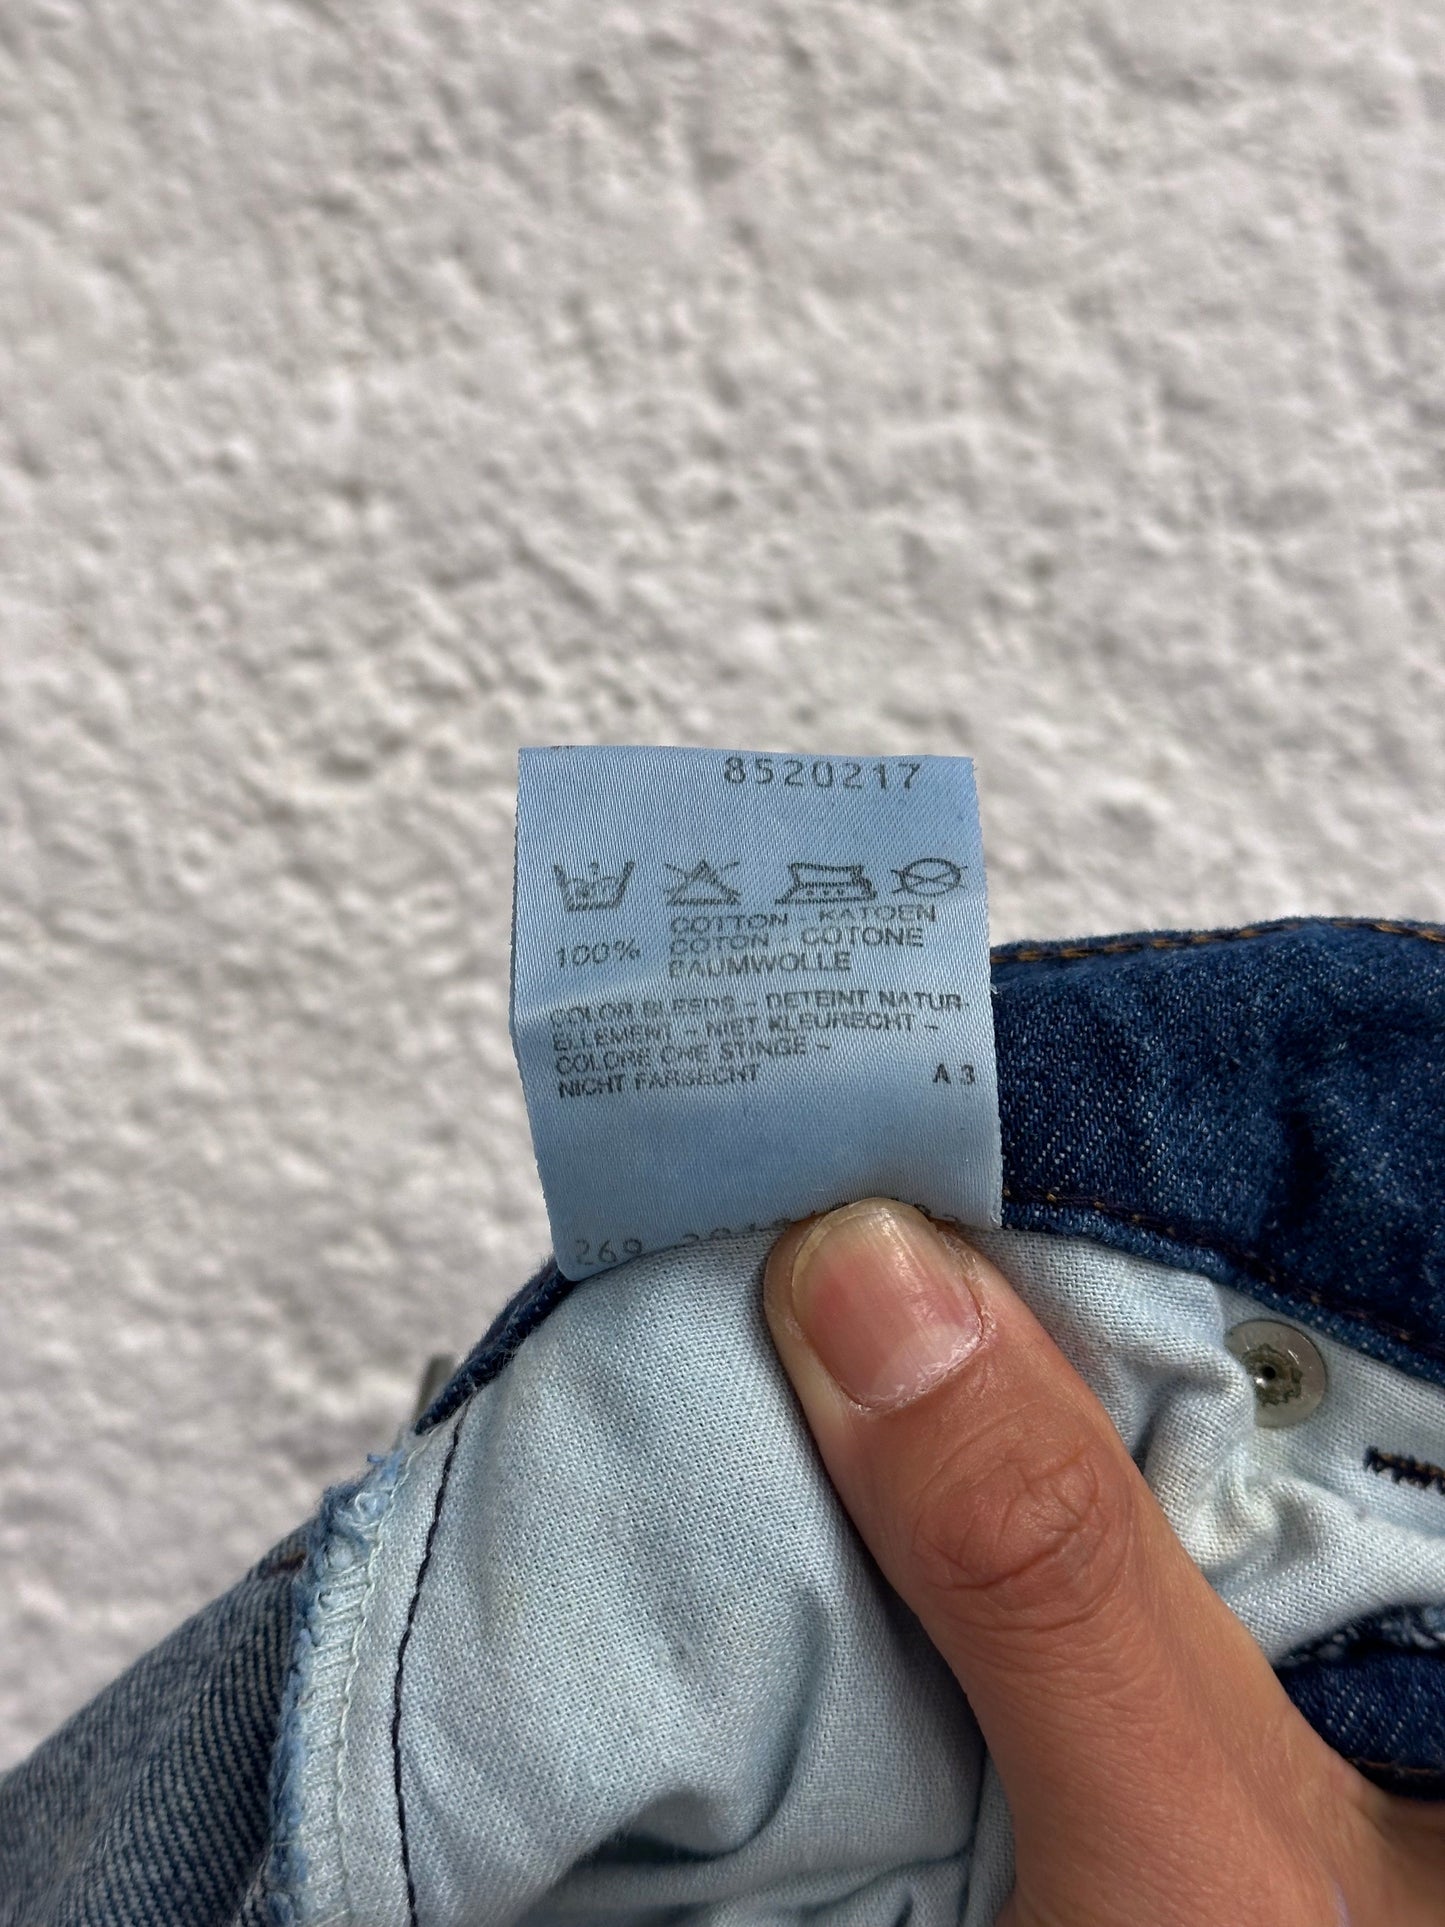 8520217
COTTON - KATOEN
100% COTON - COTONE
BAUMWOLLE
COLOR BLEEDS - DETEINT NATUR-
ELLEMENT - NIET KLEURECHT -
COLORE CHE STINGE -
NICHT FARBECHT A 3
269